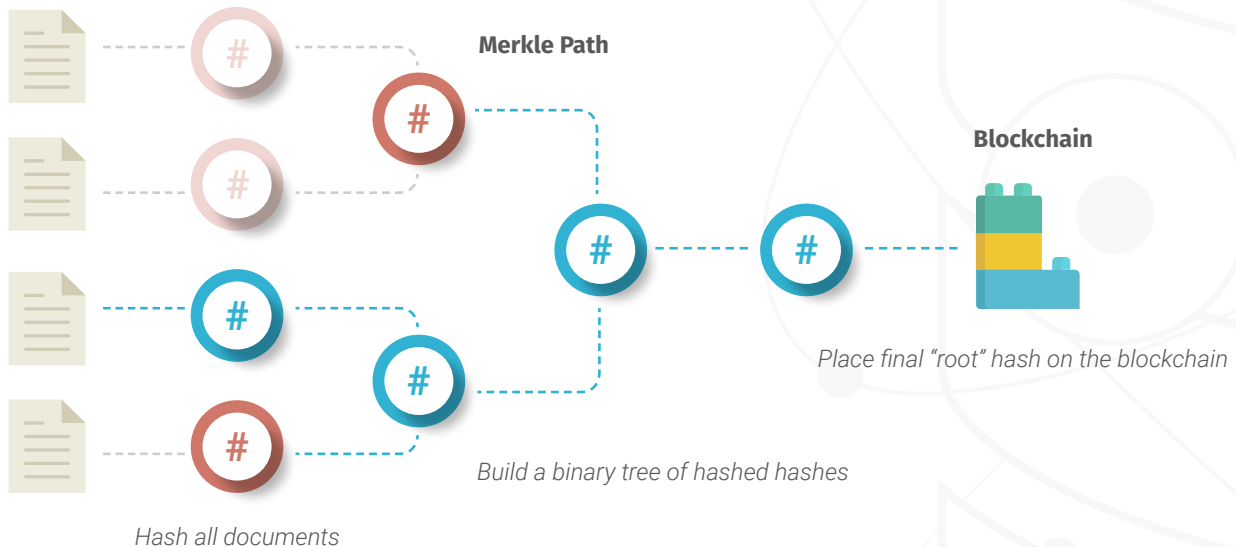 #
Merkle Path
#
#
Blockchain
#
#
#
#
#
Place final “root” hash on the blockchain
#
Build a binary tree of hashed hashes
Hash all documents